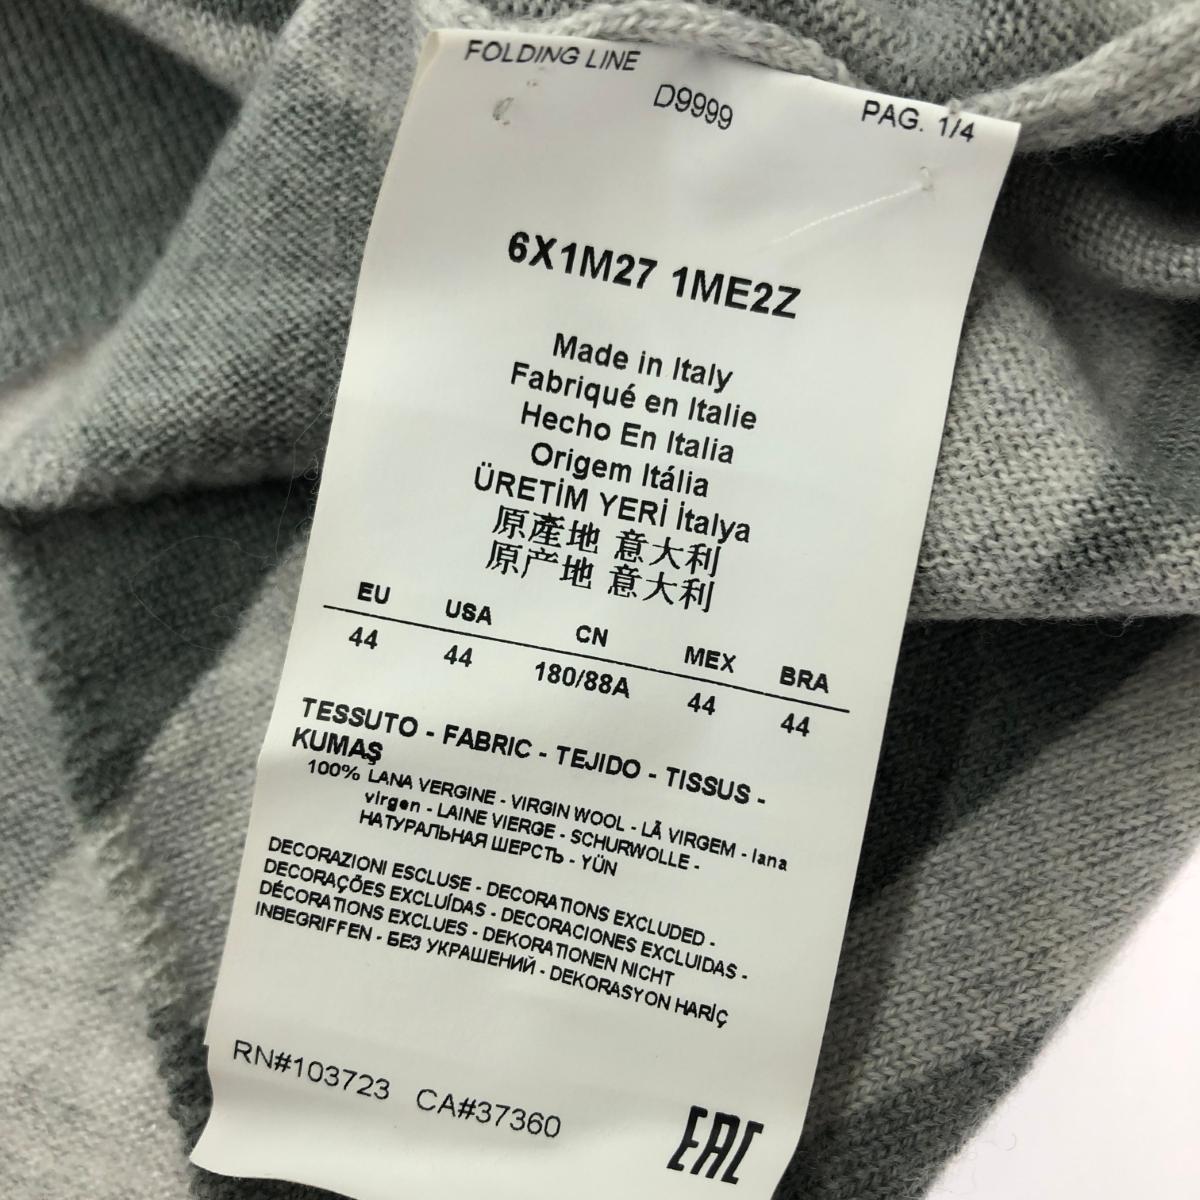 FOLDING LINE
D9999
PAG. 1/4
6X1M27 1ME2Z
Made in Italy
Fabriqué en Italie
Hecho En Italia
Origem Itália
ÜRETİM YERİ İtalya
原產地 意大利
原产地 意大利
EU USA CN MEX BRA
44 44 180/88A 44 44
TESSUTO - FABRIC - TEJIDO - TISSUS -
KUMAŞ
100% LANA VERGINE - VIRGIN WOOL - LÃ VIRGEM - lana
virgen - LAINE VIERGE - SCHURWOLLE -
НАТУРАЛЬНАЯ ШЕРСТЬ - YÜN
DECORAZIONI ESCLUSE - DECORATIONS EXCLUDED -
DECORAÇÕES EXCLUÍDAS - DECORACIONES EXCLUIDAS -
DÉCORATIONS EXCLUES - DEKORATIONEN NICHT
INBEGRIFFEN - БЕЗ УКРАШЕНИЙ - DEKORASYON HARİÇ
RN#103723 CA#37360
EAC